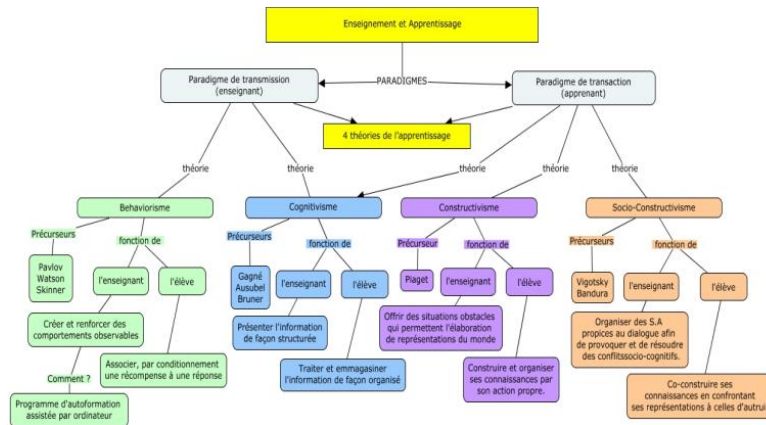 Enseignement et Apprentissage
Paradigme de transmission
(enseignant)
PARADIGMES
Paradigme de transaction
(apprenant)
4 théories de l'apprentissage
théorie
théorie
théorie
théorie
théorie
Behaviorisme
Cognitivisme
Constructivisme
Socio-Constructivisme
Précurseurs
fonction de
Précurseurs
fonction de
Précurseur
fonction de
Précurseurs
fonction de
Pavlov
Watson
Skinner
l'enseignant
l'élève
Gagné
Ausubel
Bruner
l'enseignant
l'élève
Piaget
l'enseignant
l'élève
Vigotsky
Bandura
l'enseignant
l'élève
Créer et renforcer des
comportements observables
Présenter l'information
de façon structurée
Offrir des situations obstacles
qui permettent l'élaboration
de représentations du monde
Organiser des S.A
propices au dialogue afin
de provoquer et de résoudre
des conflitssocio-cognitifs.
Associer, par conditionnement
une récompense à une réponse
Traiter et emmagasiner
l'information de façon organisé
Construire et organiser
ses connaissances par
son action propre.
Co-construire ses
connaissances en confrontant
ses représentations à celles d'autrui
Comment ?
Programme d'autoformation
assistée par ordinateur